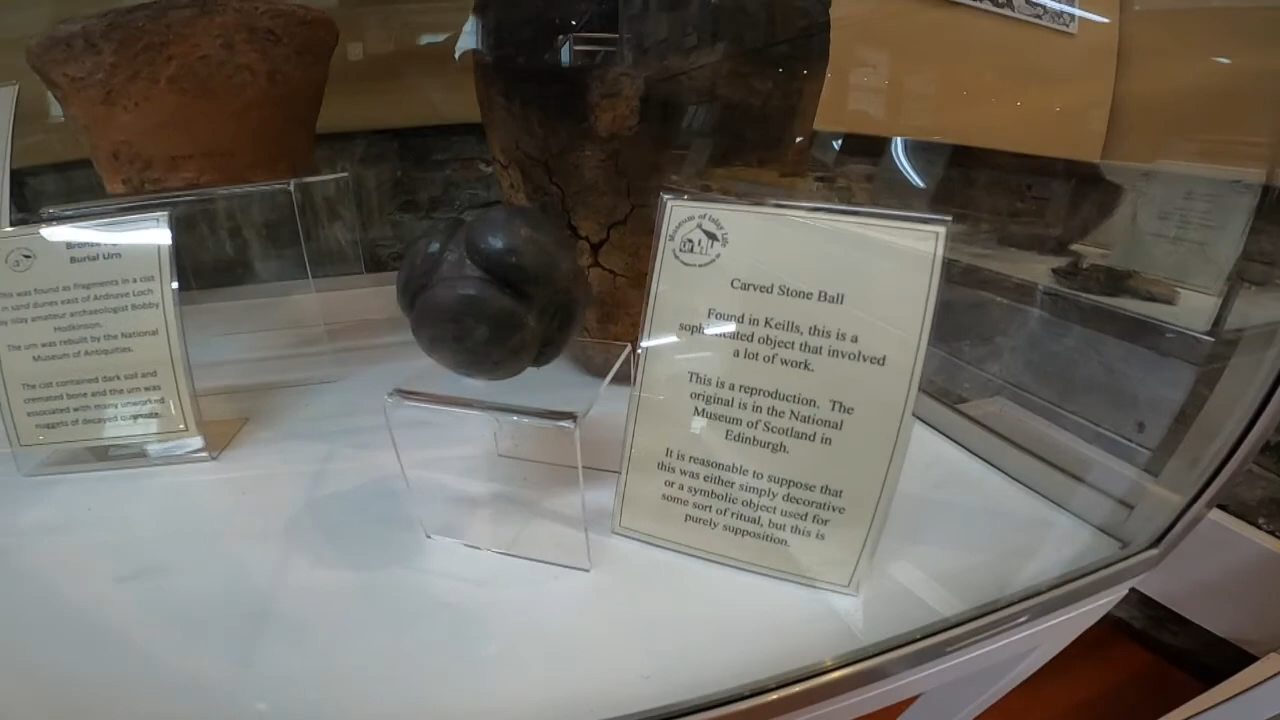 Bronze Age
Burial Urn
This was found as fragments in a cist
in sand dunes east of Ardnave Loch
by Islay amateur archaeologist Bobby
Hodkinson.
The urn was rebuilt by the National
Museum of Antiquities.
The cist contained dark soil and
cremated bone and the urn was
associated with many unworked
nuggets of decayed
Museum of Islay Life
Carved Stone Ball
Found in Keills, this is a
sophisticated object that involved
a lot of work.
This is a reproduction. The
original is in the National
Museum of Scotland in
Edinburgh.
It is reasonable to suppose that
this was either simply decorative
or a symbolic object used for
some sort of ritual, but this is
purely supposition.